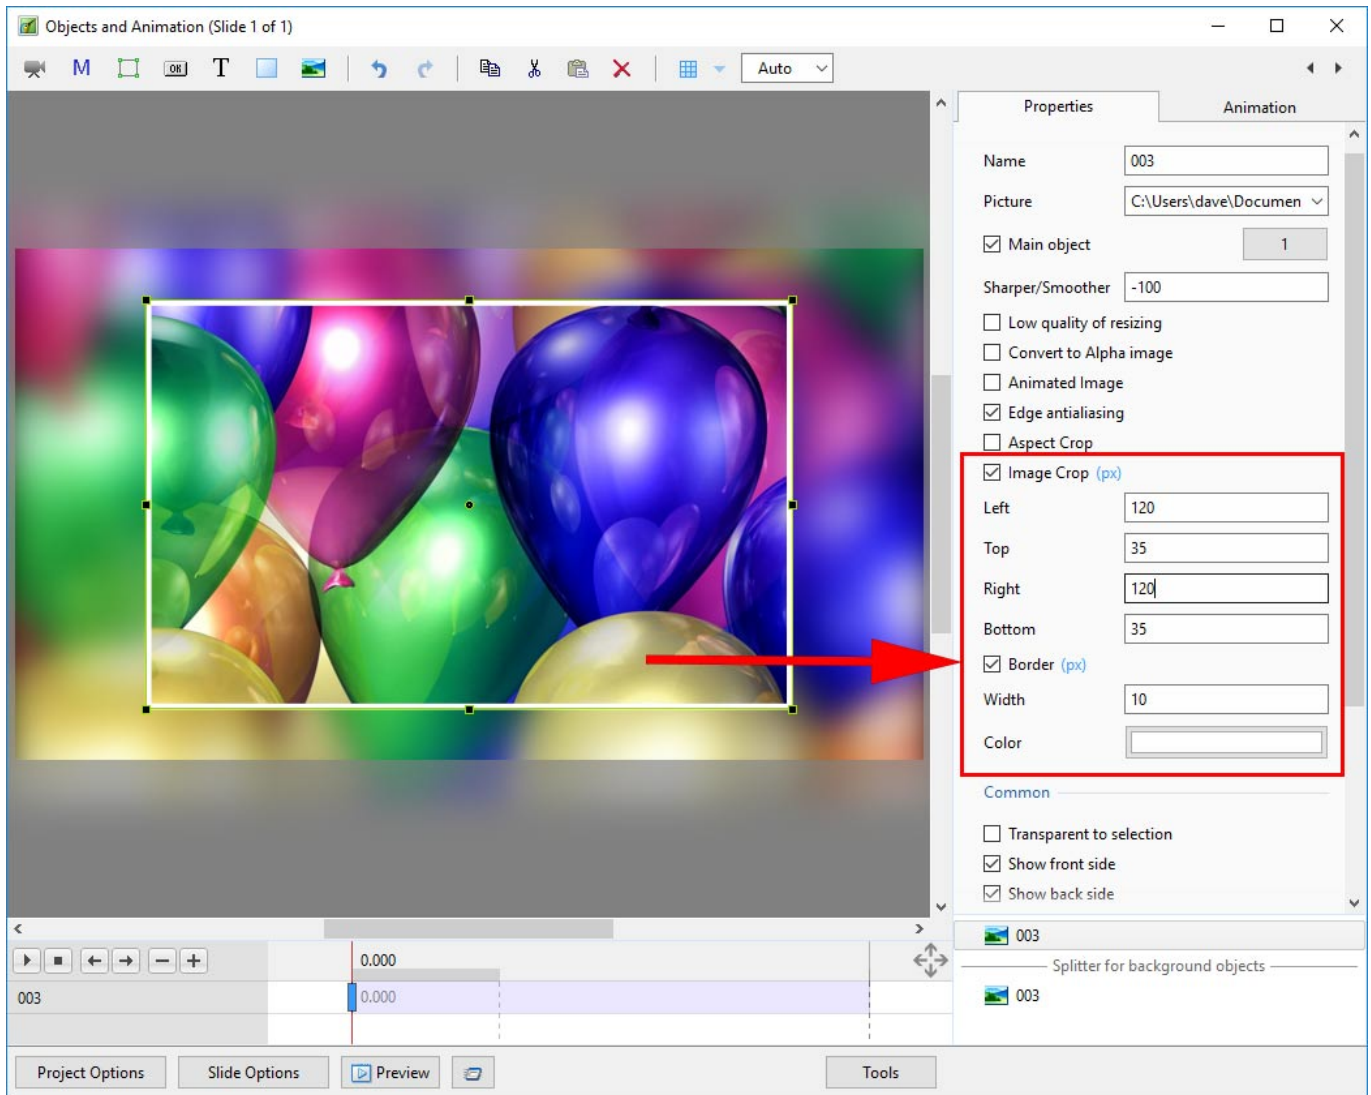 Objects and Animation (Slide 1 of 1)
M OK T Auto
Properties Animation
Name 003
Picture C:\Users\dave\Documen
Main object 1
Sharper/Smoother -100
Low quality of resizing
Convert to Alpha image
Animated Image
Edge antialiasing
Aspect Crop
Image Crop (px)
Left 120
Top 35
Right 120
Bottom 35
Border (px)
Width 10
Color
Common
Transparent to selection
Show front side
Show back side
003
Splitter for background objects
003
0.000
003 0.000
Project Options Slide Options Preview Tools